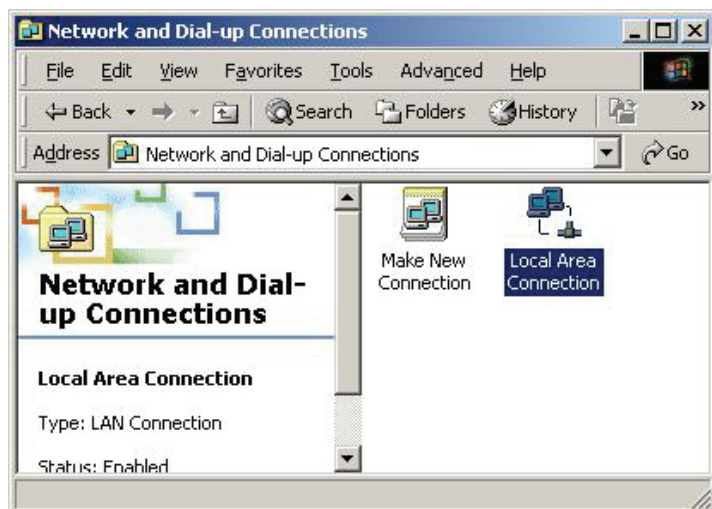 Network and Dial-up Connections
File Edit View Favorites Tools Advanced Help
Back Search Folders History »
Address Network and Dial-up Connections Go
Network and Dial-
up Connections
Local Area Connection
Type: LAN Connection
Status: Enabled
Make New
Connection
Local Area
Connection